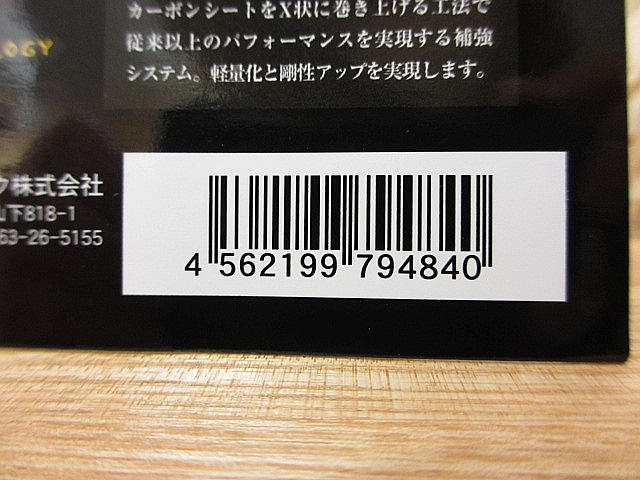 カーボンシートをX状に巻き上げる工法で
従来以上のパフォーマンスを実現する補強
システム。軽量化と剛性アップを実現します。
OGY
ク株式会社
山下818-1
63-26-5155
4 562199 794840